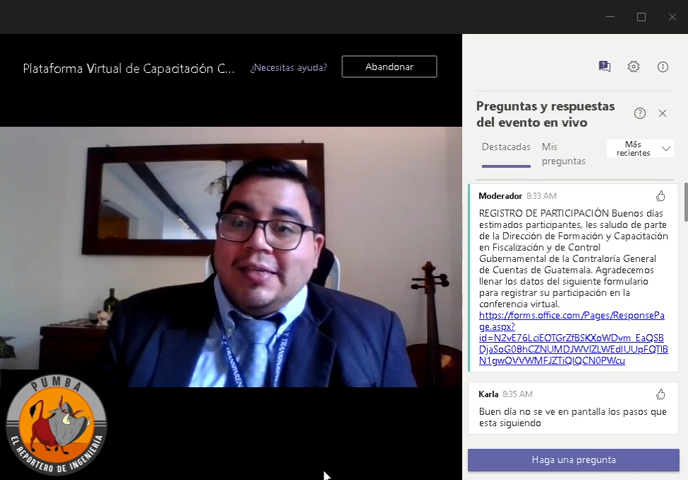 Plataforma Virtual de Capacitación C...
¿Necesitas ayuda?
Abandonar
Preguntas y respuestas
del evento en vivo
Destacadas
Mis
preguntas
Más
recientes
Moderador 8:33 AM
REGISTRO DE PARTICIPACIÓN Buenos días
estimados participantes, les saludo de parte
de la Dirección de Formación y Capacitación
en Fiscalización y de Control
Gubernamental de la Contraloría General
de Cuentas de Guatemala. Agradecemos
llenar los datos del siguiente formulario
para registrar su participación en la
conferencia virtual.
https://forms.office.com/Pages/ResponsePa
ge.aspx?
Karla 8:35 AM
Buen día no se ve en pantalla los pasos que
esta siguiendo
Haga una pregunta
PUMBA
EL REPORTERO DE INGENIERIA